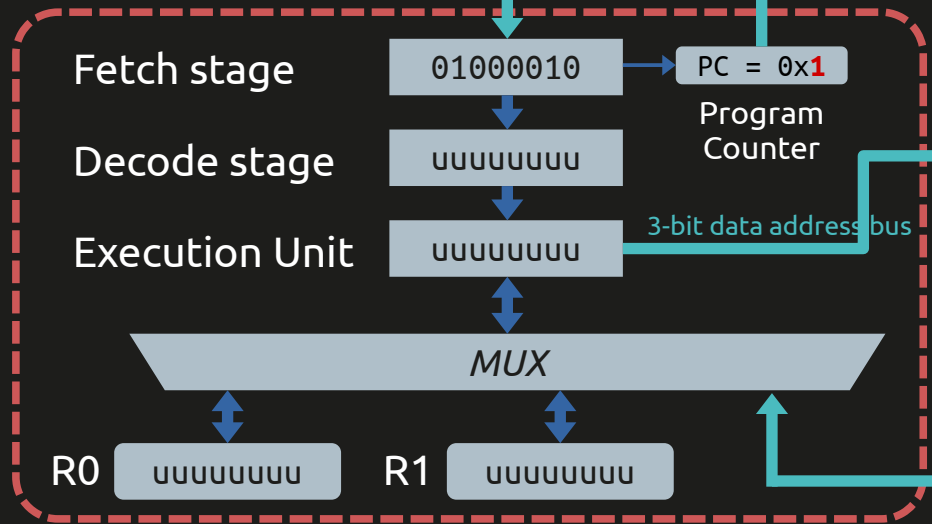 Fetch stage
01000010
PC = 0x1
Program
Counter
Decode stage
uuuuuuuu
3-bit data address bus
Execution Unit
uuuuuuuu
MUX
R0
uuuuuuuu
R1
uuuuuuuu